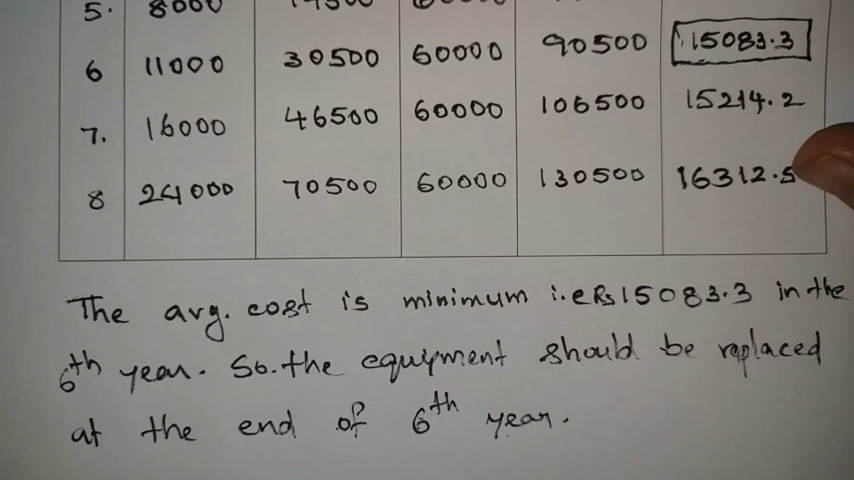 5. 8000
6 11000 30500 60000 90500 15083.3
7. 16000 46500 60000 106500 15214.2
8 24000 70500 60000 130500 16312.5
The avg. cost is minimum i.e Rs 15083.3 in the
6th year. So. the equipment should be replaced
at the end of 6th year.